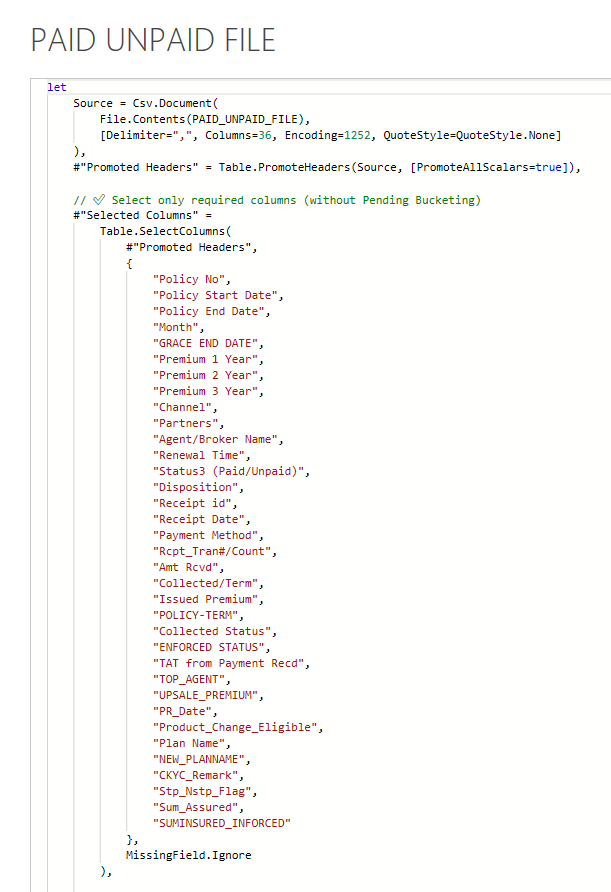 PAID UNPAID FILE
let
Source = Csv.Document(
File.Contents(PAID_UNPAID_FILE),
[Delimiter=",", Columns=36, Encoding=1252, QuoteStyle=QuoteStyle.None]
),
#"Promoted Headers" = Table.PromoteHeaders(Source, [PromoteAllScalars=true]),
// ✅ Select only required columns (without Pending Bucketing)
#"Selected Columns" =
Table.SelectColumns(
#"Promoted Headers",
{
"Policy No",
"Policy Start Date",
"Policy End Date",
"Month",
"GRACE END DATE",
"Premium 1 Year",
"Premium 2 Year",
"Premium 3 Year",
"Channel",
"Partners",
"Agent/Broker Name",
"Renewal Time",
"Status3 (Paid/Unpaid)",
"Disposition",
"Receipt id",
"Receipt Date",
"Payment Method",
"Rcpt_Tran#/Count",
"Amt Rcvd",
"Collected/Term",
"Issued Premium",
"POLICY-TERM",
"Collected Status",
"ENFORCED STATUS",
"TAT from Payment Recd",
"TOP_AGENT",
"UPSALE_PREMIUM",
"PR_Date",
"Product_Change_Eligible",
"Plan Name",
"NEW_PLANNAME",
"CKYC_Remark",
"Stp_Nstp_Flag",
"Sum_Assured",
"SUMINSURED_INFORCED"
},
MissingField.Ignore
),